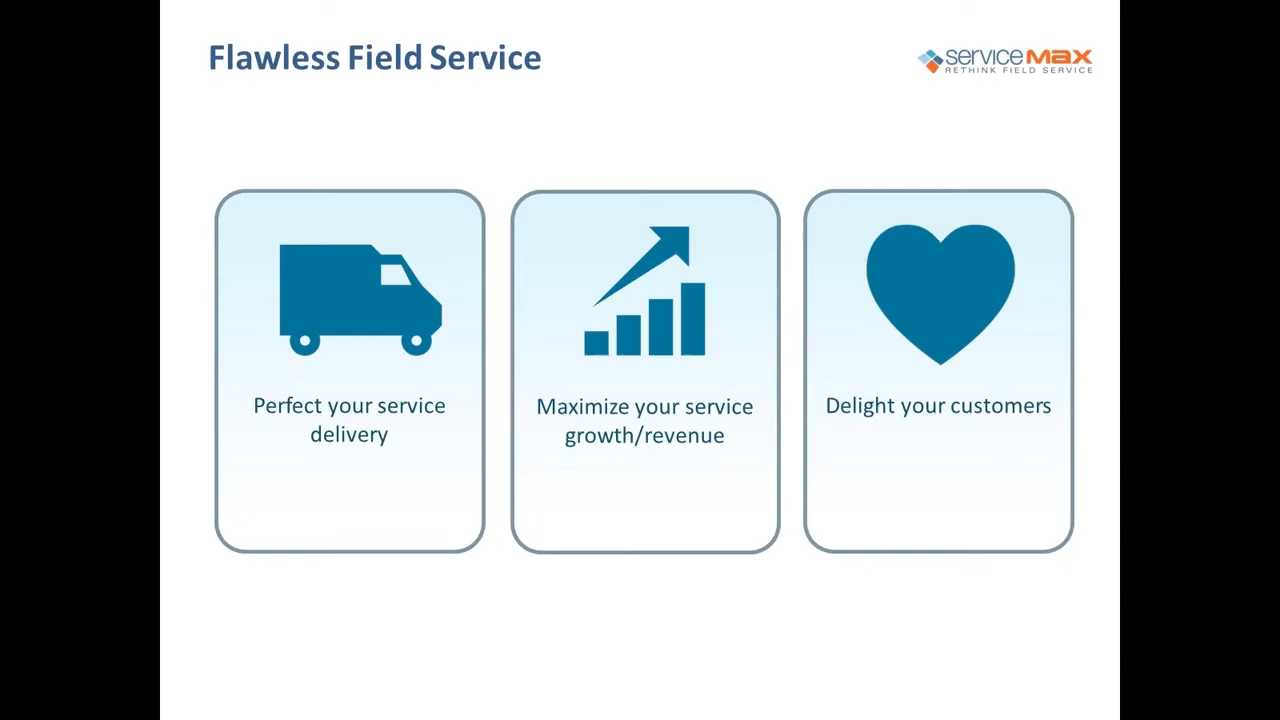 Flawless Field Service
serviceMAX
RETHINK FIELD SERVICE
Perfect your service
delivery
Maximize your service
growth/revenue
Delight your customers